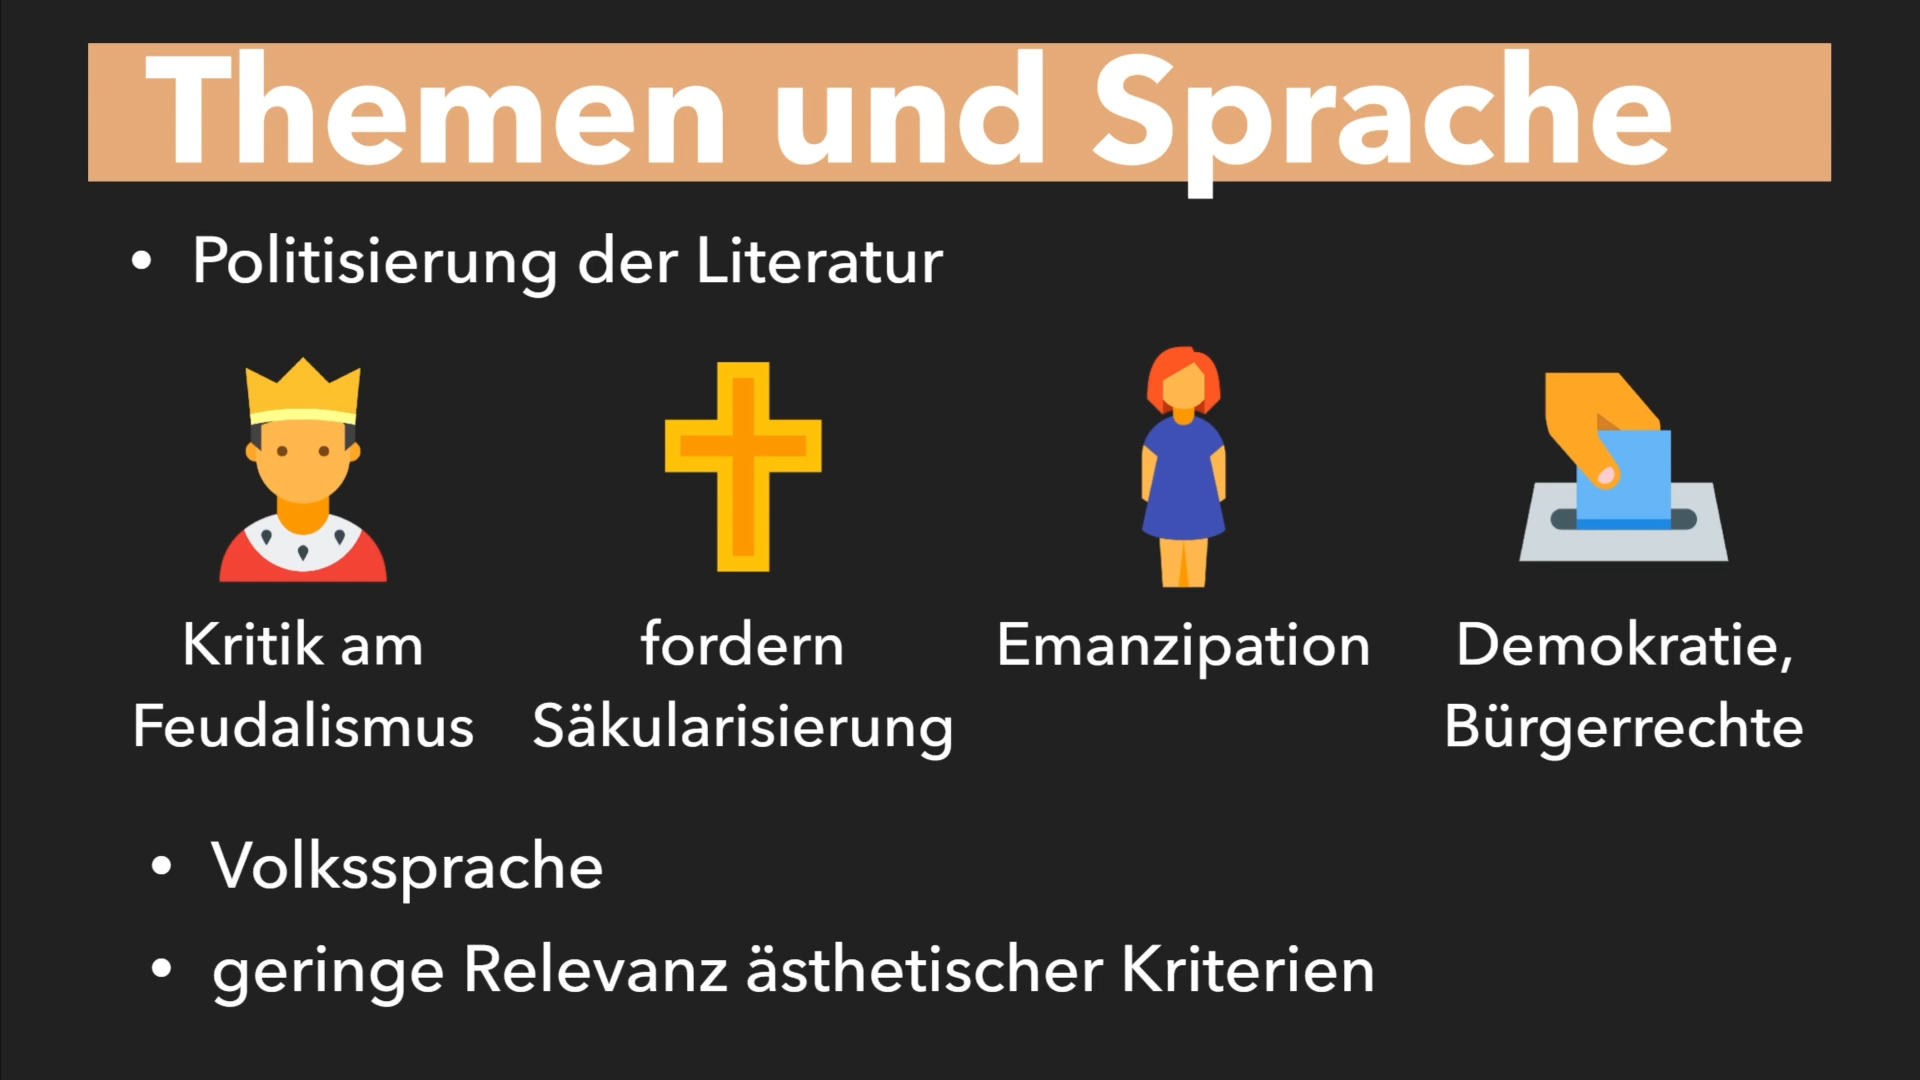 Themen und Sprache
• Politisierung der Literatur
Kritik am
Feudalismus
fordern
Säkularisierung
Emanzipation
Demokratie,
Bürgerrechte
• Volkssprache
• geringe Relevanz ästhetischer Kriterien